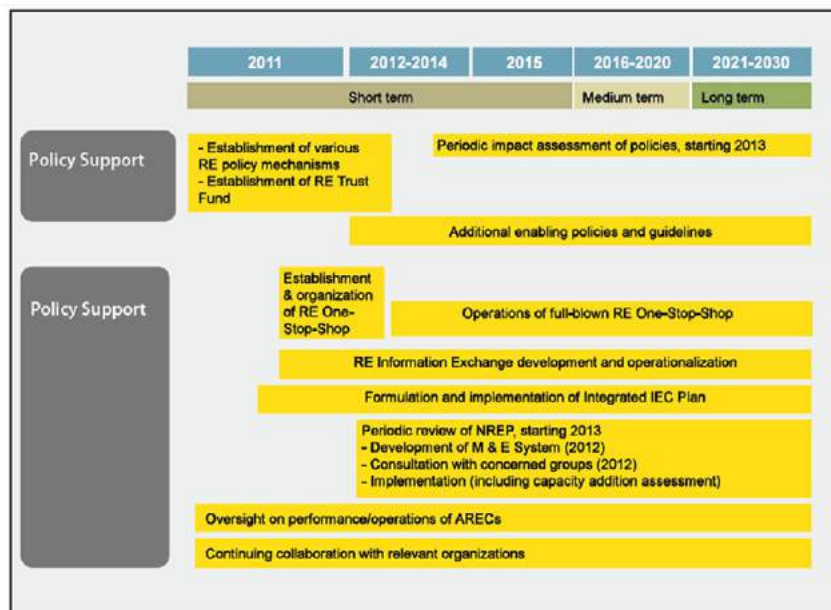 2011 2012-2014 2015 2016-2020 2021-2030
Short term Medium term Long term
Policy Support
- Establishment of various
RE policy mechanisms
- Establishment of RE Trust
Fund
Periodic impact assessment of policies, starting 2013
Additional enabling policies and guidelines
Policy Support
Establishment
& organization
of RE One-
Stop-Shop
Operations of full-blown RE One-Stop-Shop
RE Information Exchange development and operationalization
Formulation and implementation of Integrated IEC Plan
Periodic review of NREP, starting 2013
- Development of M & E System (2012)
- Consultation with concerned groups (2012)
- Implementation (including capacity addition assessment)
Oversight on performance/operations of ARECs
Continuing collaboration with relevant organizations